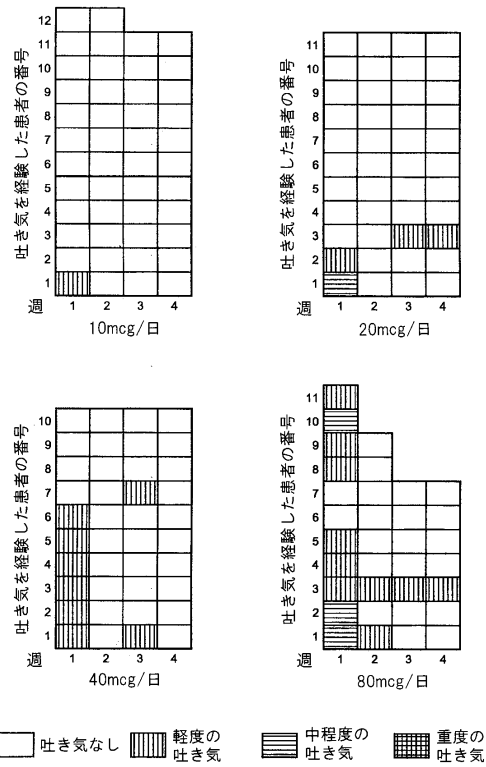 吐き気を経験した患者の番号
12
11
10
9
8
7
6
5
4
3
2
1
週 1 2 3 4
10mcg/日
吐き気を経験した患者の番号
11
10
9
8
7
6
5
4
3
2
1
週 1 2 3 4
20mcg/日
吐き気を経験した患者の番号
10
9
8
7
6
5
4
3
2
1
週 1 2 3 4
40mcg/日
吐き気を経験した患者の番号
11
10
9
8
7
6
5
4
3
2
1
週 1 2 3 4
80mcg/日
吐き気なし
軽度の
吐き気
中程度の
吐き気
重度の
吐き気